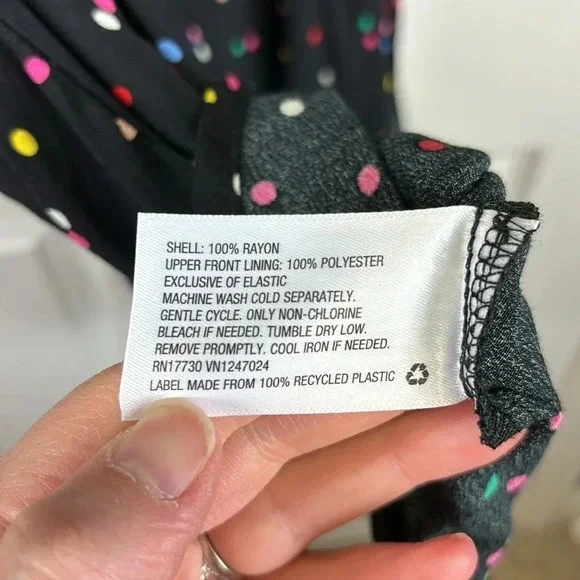 SHELL: 100% RAYON
UPPER FRONT LINING: 100% POLYESTER
EXCLUSIVE OF ELASTIC
MACHINE WASH COLD SEPARATELY.
GENTLE CYCLE. ONLY NON-CHLORINE
BLEACH IF NEEDED. TUMBLE DRY LOW.
REMOVE PROMPTLY. COOL IRON IF NEEDED.
RN17730 VN1247024
LABEL MADE FROM 100% RECYCLED PLASTIC